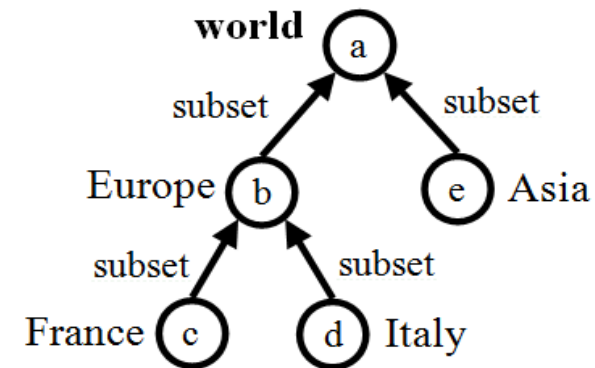 world a
subset subset
Europe b e Asia
subset subset
France c d Italy